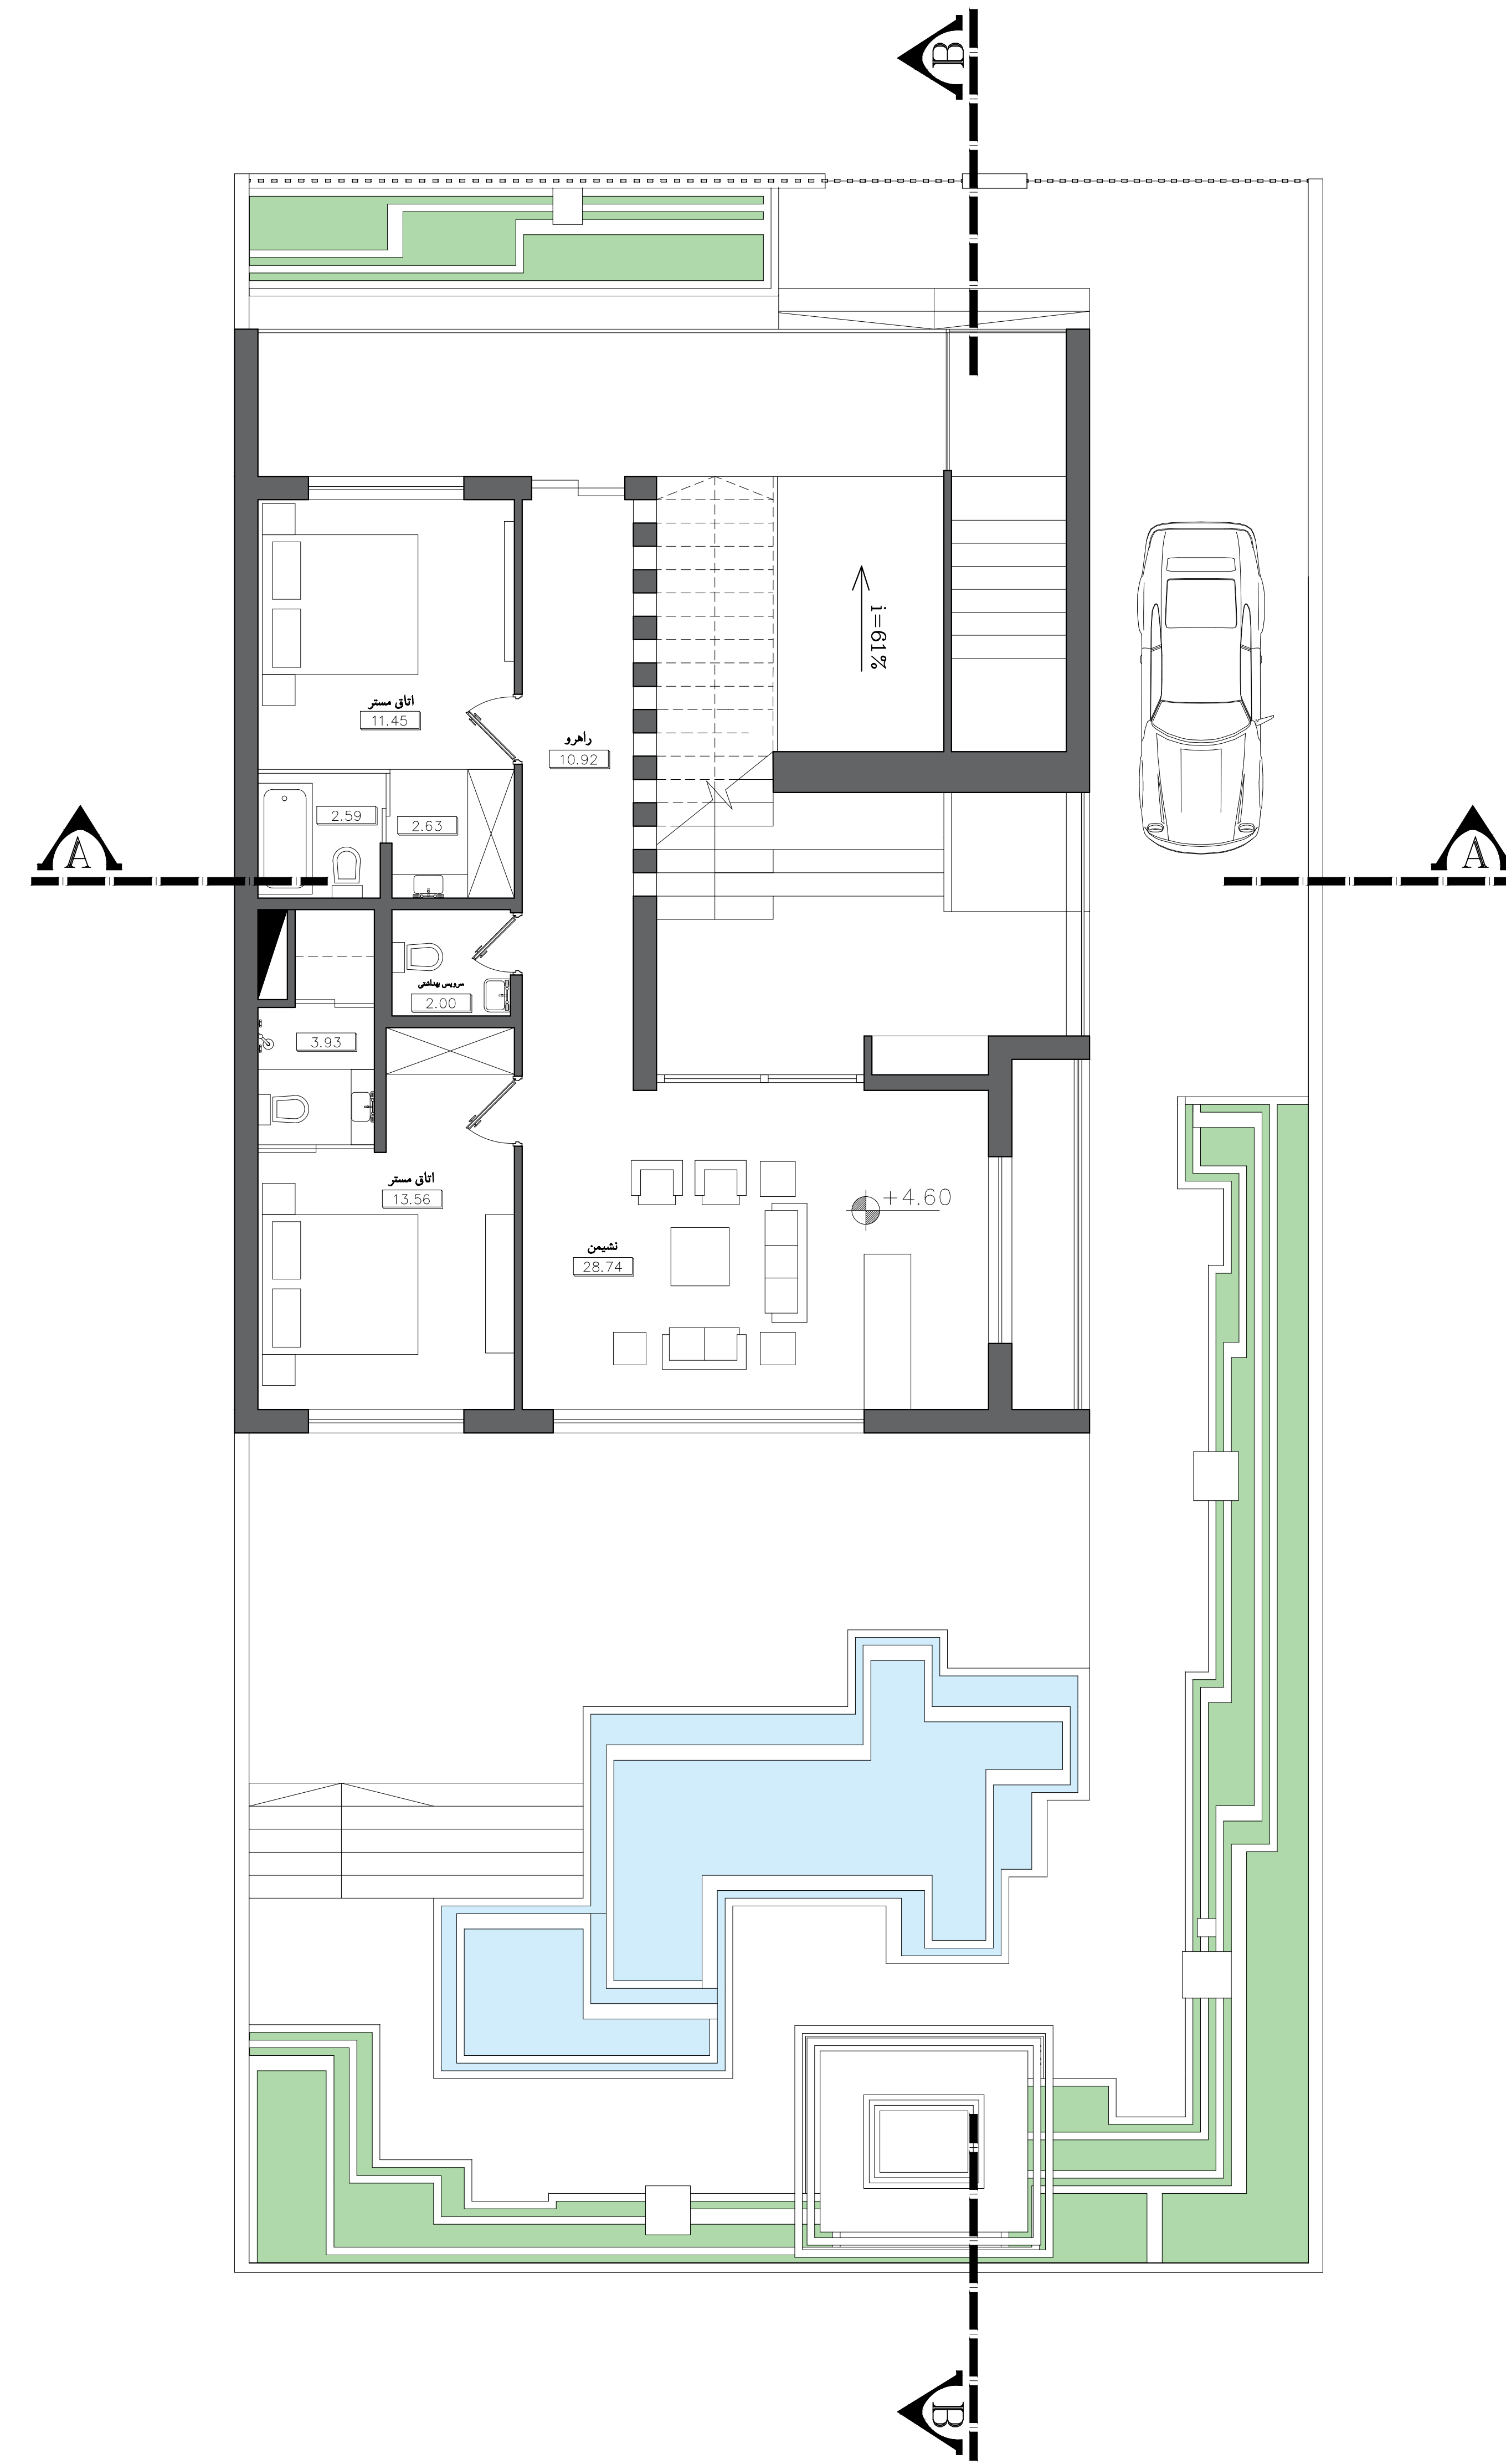 B
i=61%
اتاق مستر
11.45
راهرو
10.92
2.59
2.63
A
A
سرویس بهداشتی
2.00
3.93
اتاق مستر
13.56
+4.60
نشیمن
28.74
B